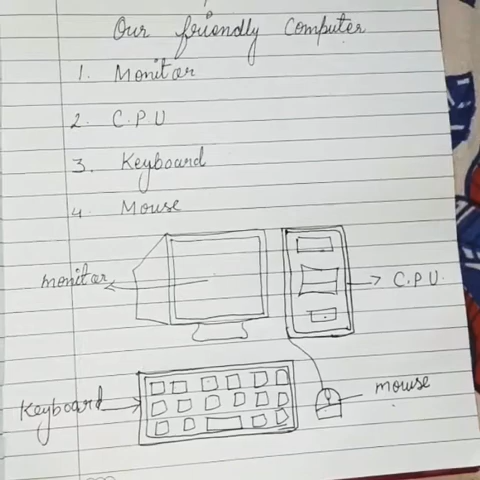 Our friendly Computer
1. Monitor
2. C.P.U
3. Keyboard
4. Mouse
monitor
C.P.U.
Keyboard
mouse